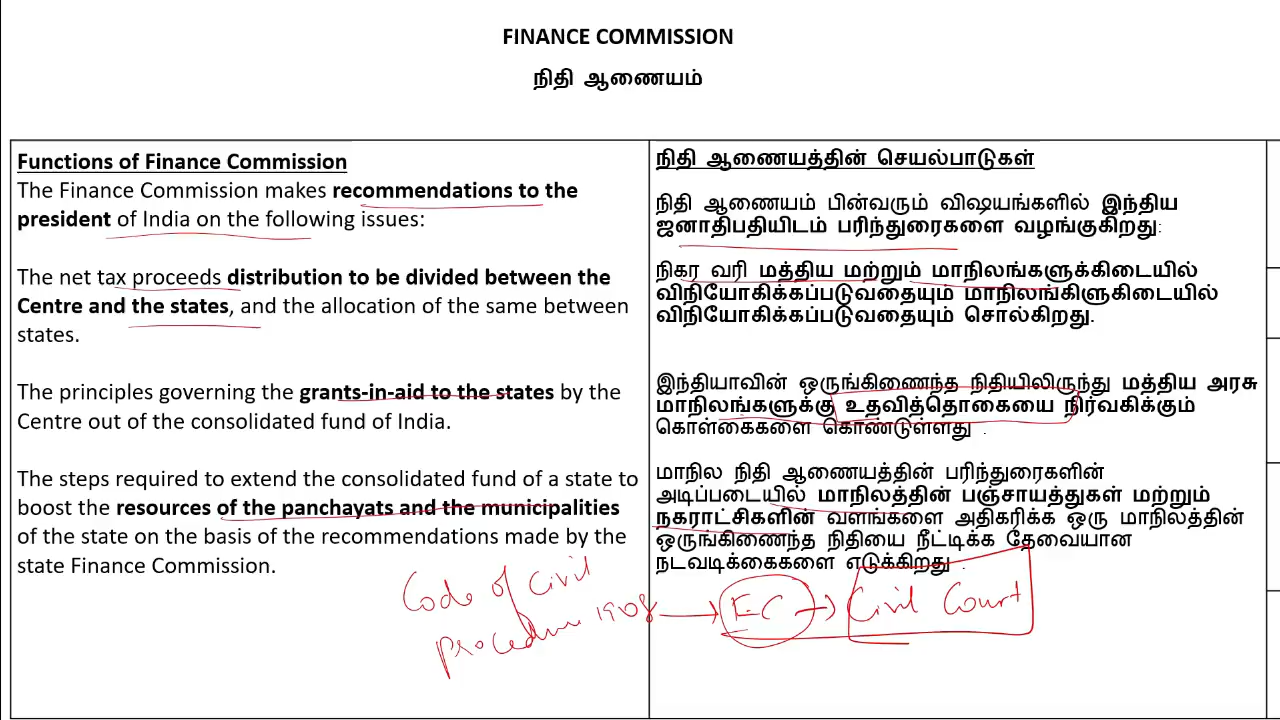 FINANCE COMMISSION
நிதி ஆணையம்
Functions of Finance Commission
The Finance Commission makes recommendations to the
president of India on the following issues:
The net tax proceeds distribution to be divided between the
Centre and the states, and the allocation of the same between
states.
The principles governing the grants-in-aid to the states by the
Centre out of the consolidated fund of India.
The steps required to extend the consolidated fund of a state to
boost the resources of the panchayats and the municipalities
of the state on the basis of the recommendations made by the
state Finance Commission.
நிதி ஆணையத்தின் செயல்பாடுகள்
நிதி ஆணையம் பின்வரும் விஷயங்களில் இந்திய
ஜனாதிபதியிடம் பரிந்துரைகளை வழங்குகிறது:
நிகர வரி மத்திய மற்றும் மாநிலங்களுக்கிடையில்
விநியோகிக்கப்படுவதையும் மாநிலங்கிளுகிடையில்
விநியோகிக்கப்படுவதையும் சொல்கிறது.
இந்தியாவின் ஒருங்கிணைந்த நிதியிலிருந்து மத்திய அரசு
மாநிலங்களுக்கு உதவித்தொகையை நிர்வகிக்கும்
கொள்கைகளை கொண்டுள்ளது .
மாநில நிதி ஆணையத்தின் பரிந்துரைகளின்
அடிப்படையில் மாநிலத்தின் பஞ்சாயத்துகள் மற்றும்
நகராட்சிகளின் வளங்களை அதிகரிக்க ஒரு மாநிலத்தின்
ஒருங்கிணைந்த நிதியை நீட்டிக்க தேவையான
நடவடிக்கைகளை எடுக்கிறது .
Code of Civil
procedure 1908 → F.C → Civil Court